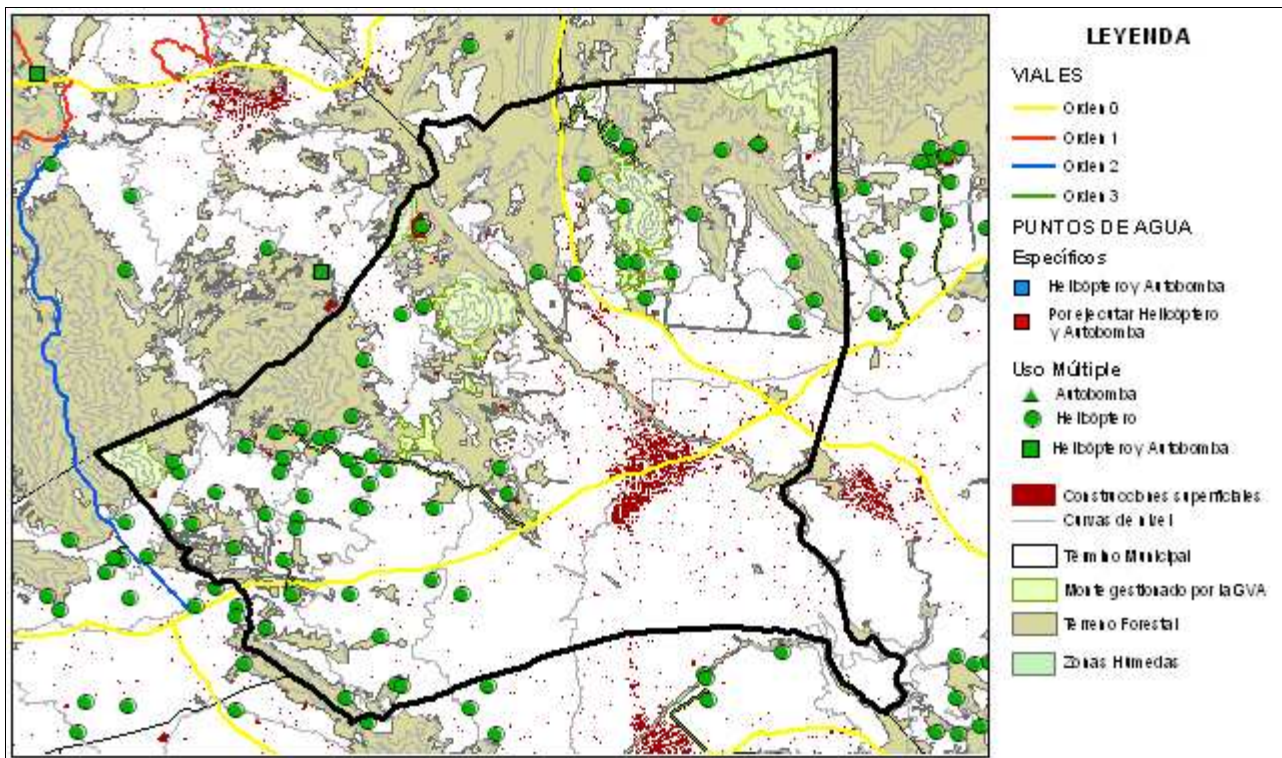 LEYENDA
VIALES
Orden 0
Orden 1
Orden 2
Orden 3
PUNTOS DE AGUA
Específicos
Helicóptero y Autobomba
Por ejecutar Helicóptero
y Autobomba
Uso Múltiple
Autobomba
Helicóptero
Helicóptero y Autobomba
Construcciones superficiales
Curvas de nivel
Término Municipal
Monte gestionado por la GVA
Terreno Forestal
Zonas Húmedas